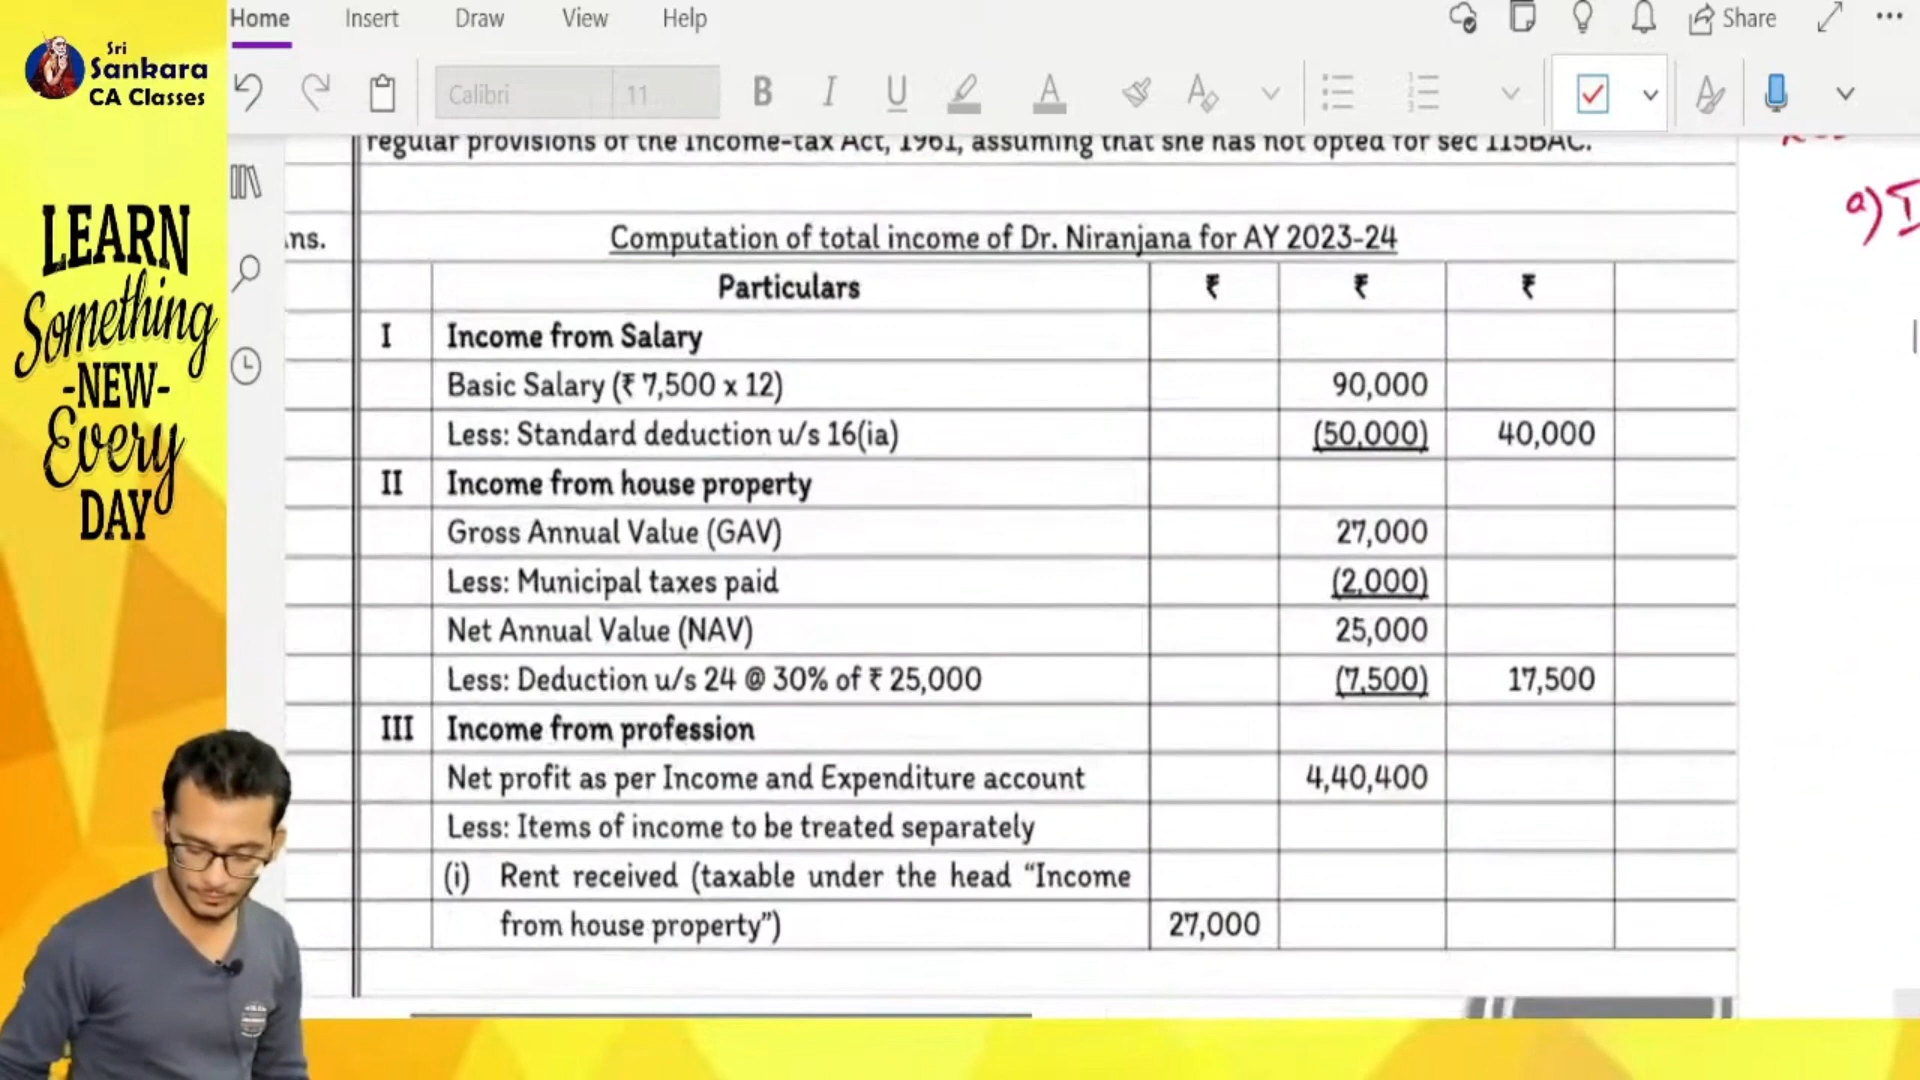 Home Insert Draw View Help Share
Sri
Sankara
CA Classes
Calibri 11 B I U A
LEARN
Something
-NEW-
Every
DAY
regular provisions of the Income-tax Act, 1961, assuming that she has not opted for sec 115BAC.
a)
ns. Computation of total income of Dr. Niranjana for AY 2023-24
Particulars ₹ ₹ ₹
I Income from Salary
Basic Salary (₹ 7,500 x 12) 90,000
Less: Standard deduction u/s 16(ia) (50,000) 40,000
II Income from house property
Gross Annual Value (GAV) 27,000
Less: Municipal taxes paid (2,000)
Net Annual Value (NAV) 25,000
Less: Deduction u/s 24 @ 30% of ₹ 25,000 (7,500) 17,500
III Income from profession
Net profit as per Income and Expenditure account 4,40,400
Less: Items of income to be treated separately
(i) Rent received (taxable under the head “Income
from house property”) 27,000